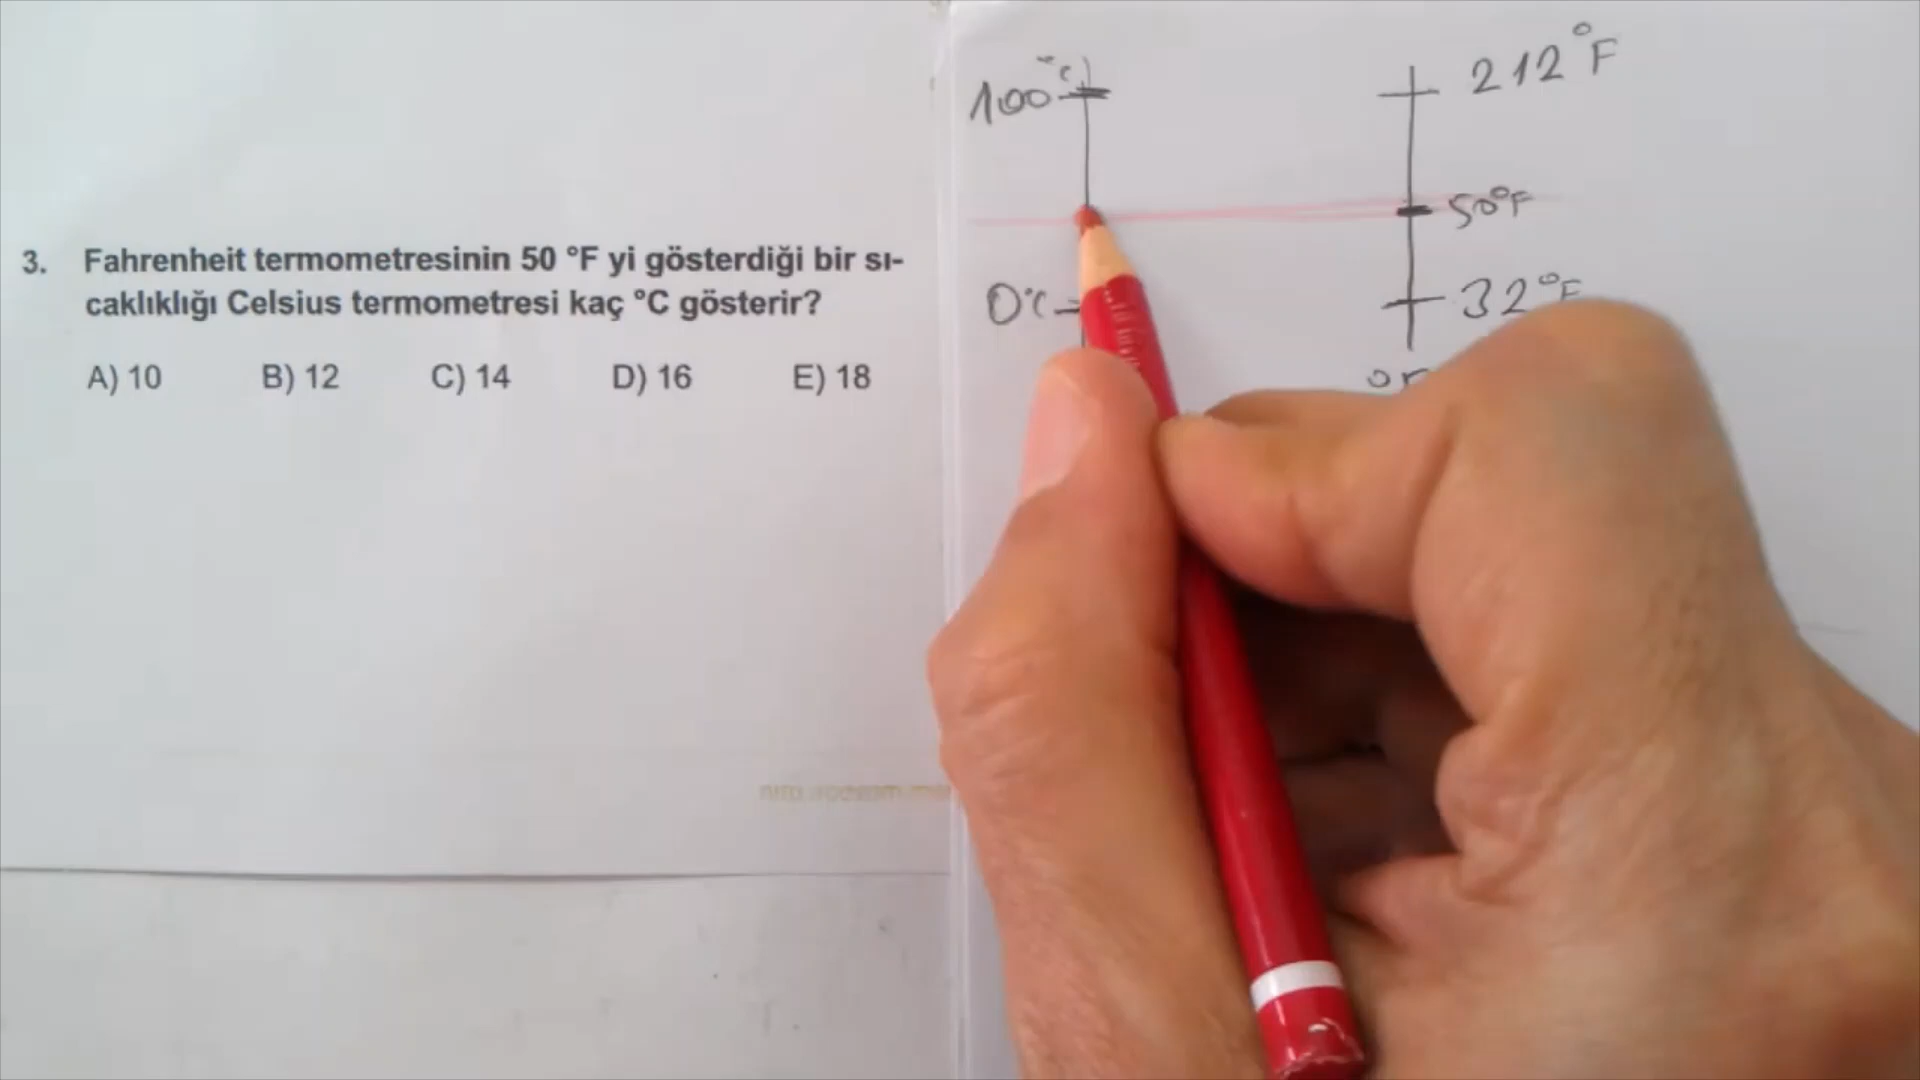 3. Fahrenheit termometresinin 50 °F yi gösterdiği bir sı-
caklıklığı Celsius termometresi kaç °C gösterir?
A) 10 B) 12 C) 14 D) 16 E) 18
100°C
212°F
50°F
0°C
32°F